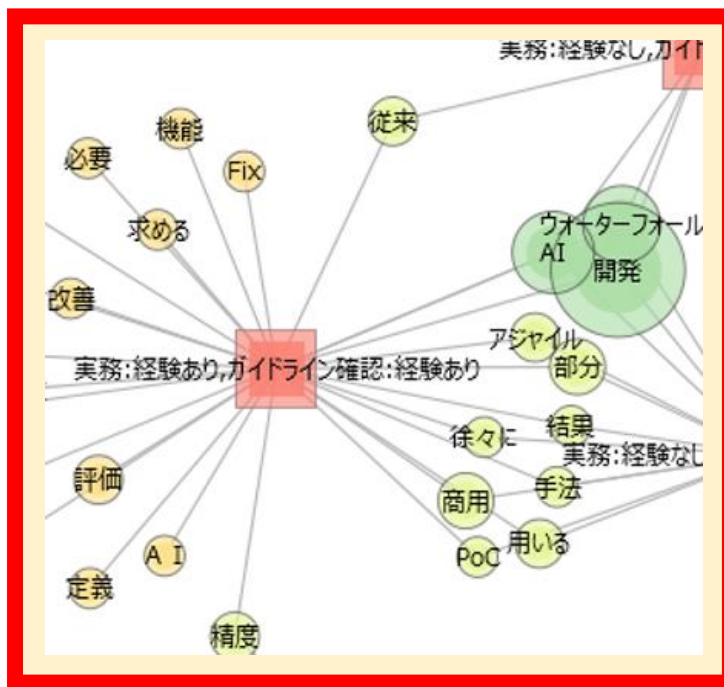 実務:経験なし,ガイド
従来
機能
必要
Fix
求める
ウォーターフォール
AI
開発
改善
アジャイル
実務:経験あり,ガイドライン確認:経験あり
部分
結果
徐々に
実務:経験なし
評価
手法
商用
用いる
PoC
ＡＩ
定義
精度